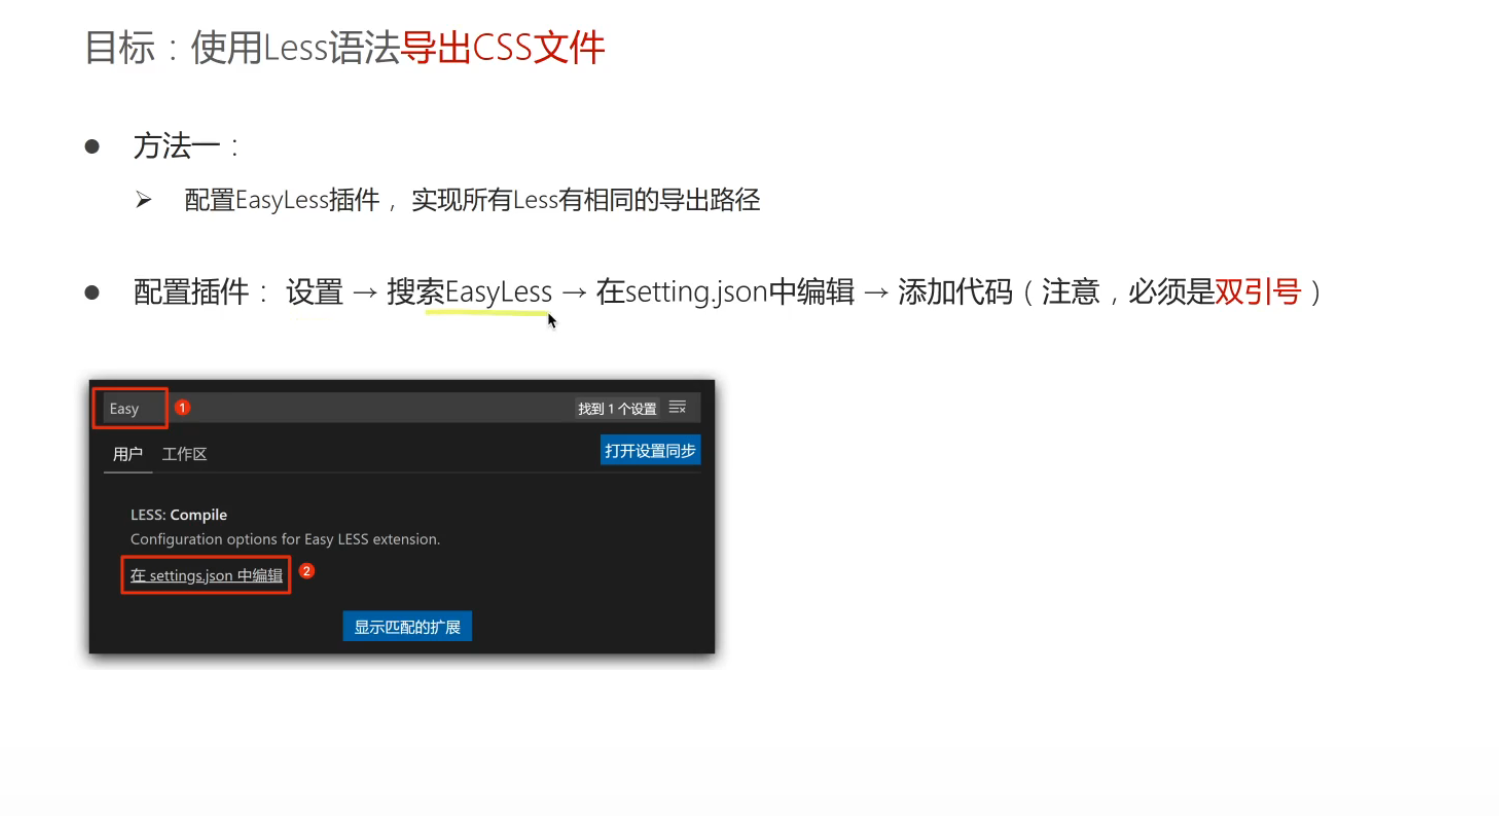 目标：使用Less语法导出CSS文件
● 方法一：
➢ 配置EasyLess插件，实现所有Less有相同的导出路径
● 配置插件： 设置 → 搜索EasyLess → 在setting.json中编辑 → 添加代码（注意，必须是双引号）
Easy 1 找到 1 个设置
用户 工作区 打开设置同步
LESS: Compile
Configuration options for Easy LESS extension.
在 settings.json 中编辑 2
显示匹配的扩展